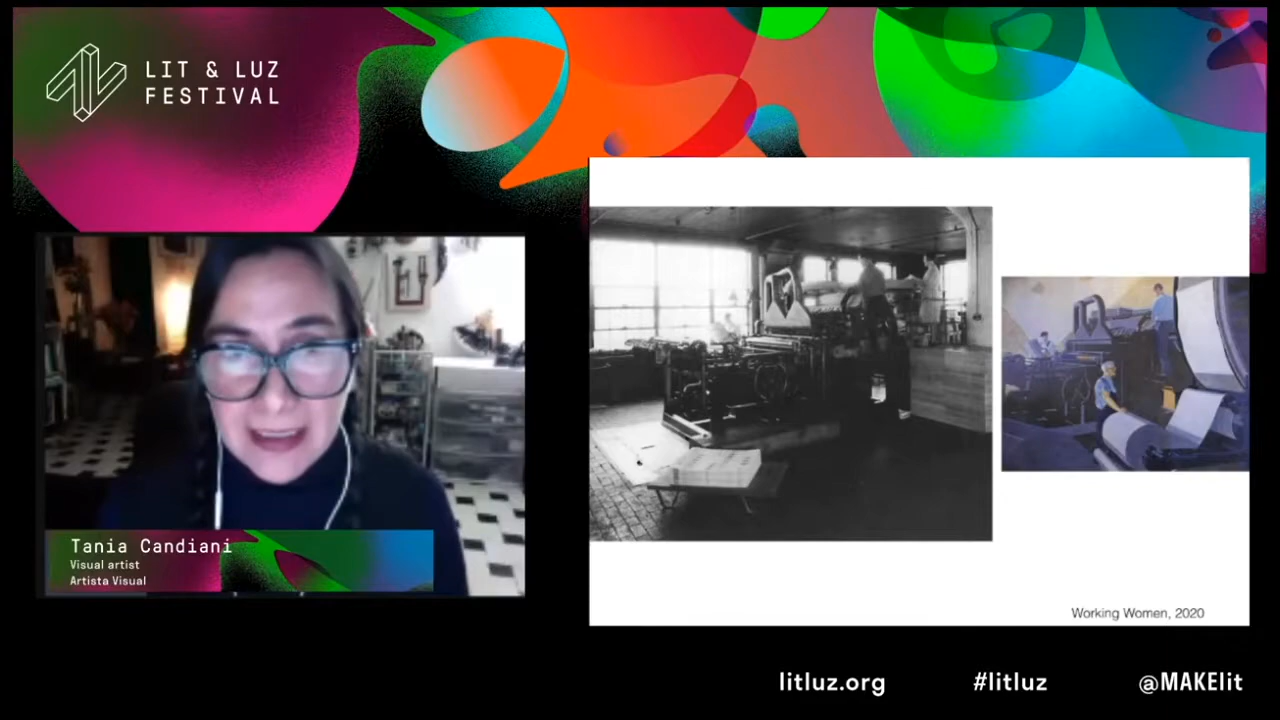 LIT & LUZ
FESTIVAL
Tania Candiani
Visual artist
Artista Visual
Working Women, 2020
litluz.org
#litluz
@MAKElit